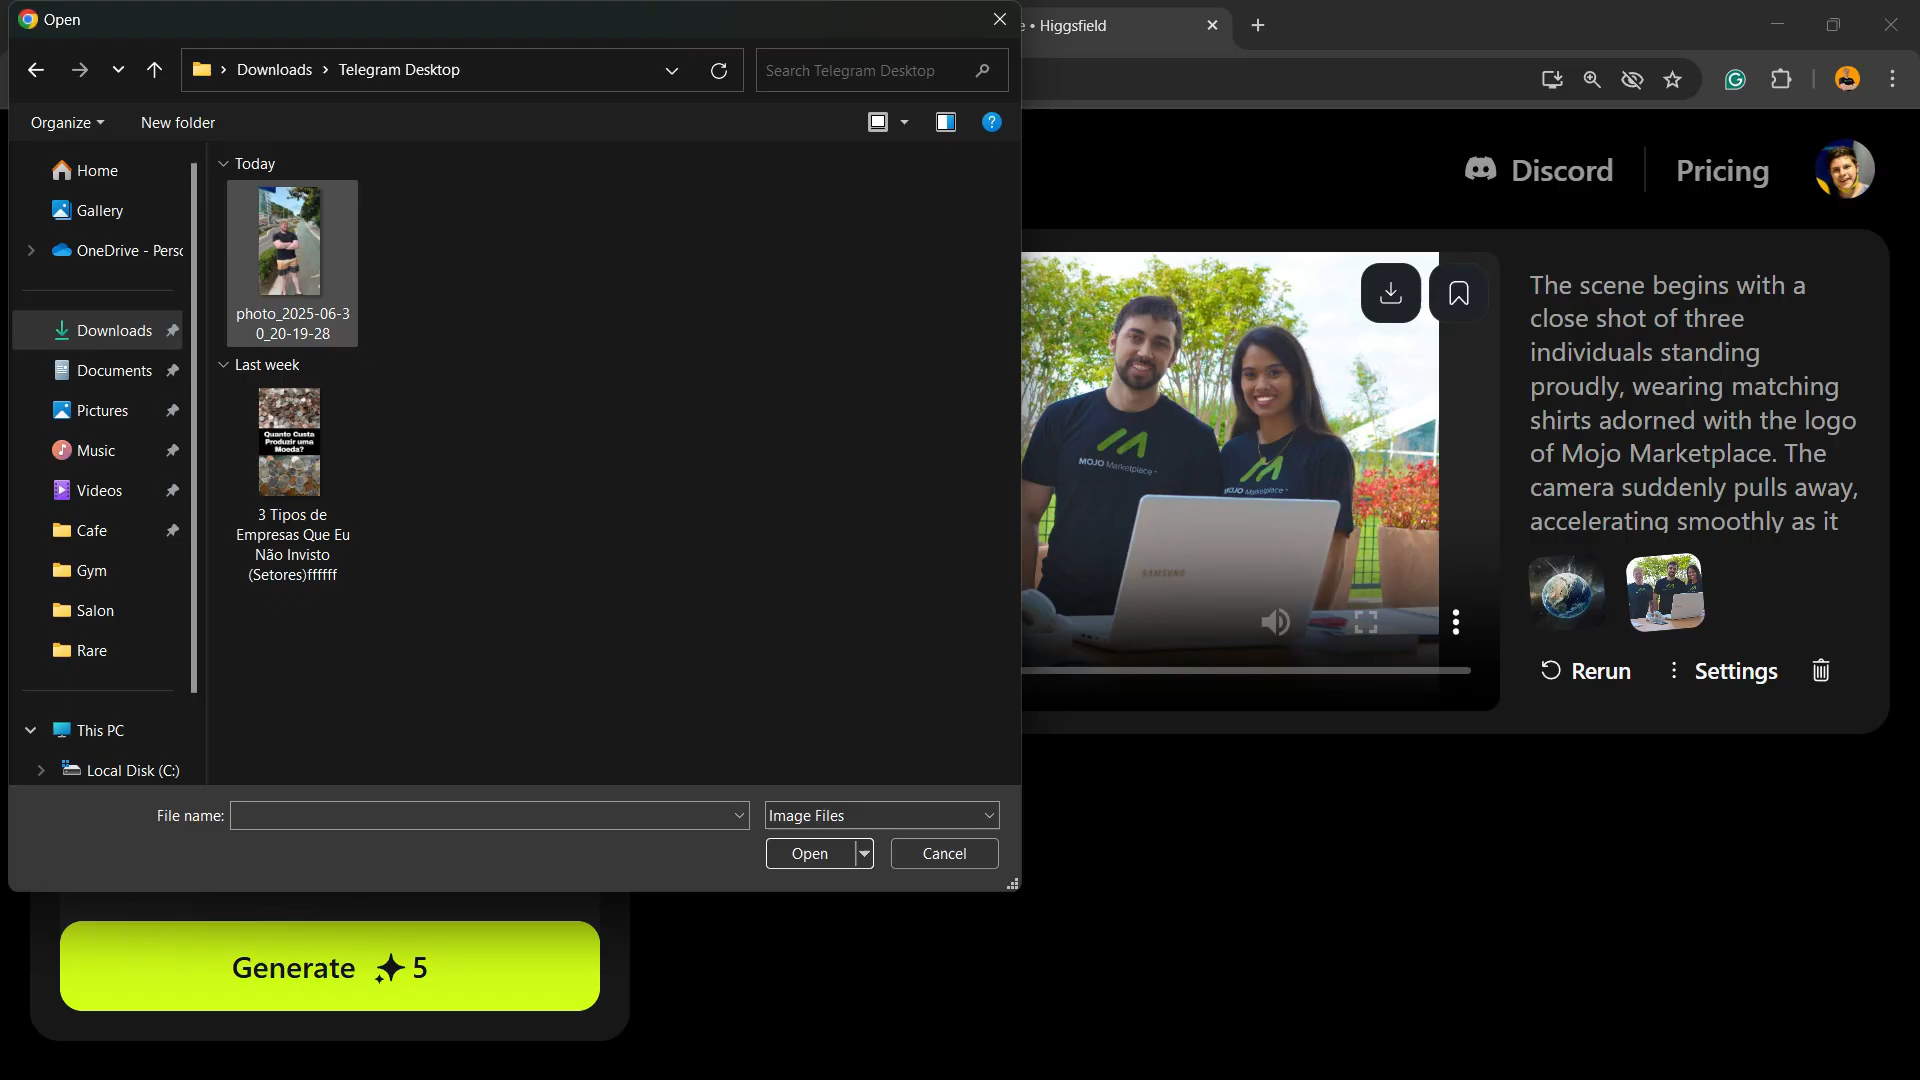 Open
e • Higgsfield
Downloads
Telegram Desktop
Search Telegram Desktop
Organize
New folder
Home
Gallery
OneDrive - Perso
Downloads
Documents
Pictures
Music
Videos
Cafe
Gym
Salon
Rare
This PC
Local Disk (C:)
Today
photo_2025-06-3
0_20-19-28
Last week
Quanto Custa
Produzir uma
Moeda?
3 Tipos de
Empresas Que Eu
Não Invisto
(Setores)ffffff
File name:
Image Files
Open
Cancel
Generate 5
Discord
Pricing
MOJO Marketplace
MOJO Marketplace
SAMSUNG
The scene begins with a
close shot of three
individuals standing
proudly, wearing matching
shirts adorned with the logo
of Mojo Marketplace. The
camera suddenly pulls away,
accelerating smoothly as it
Rerun
Settings